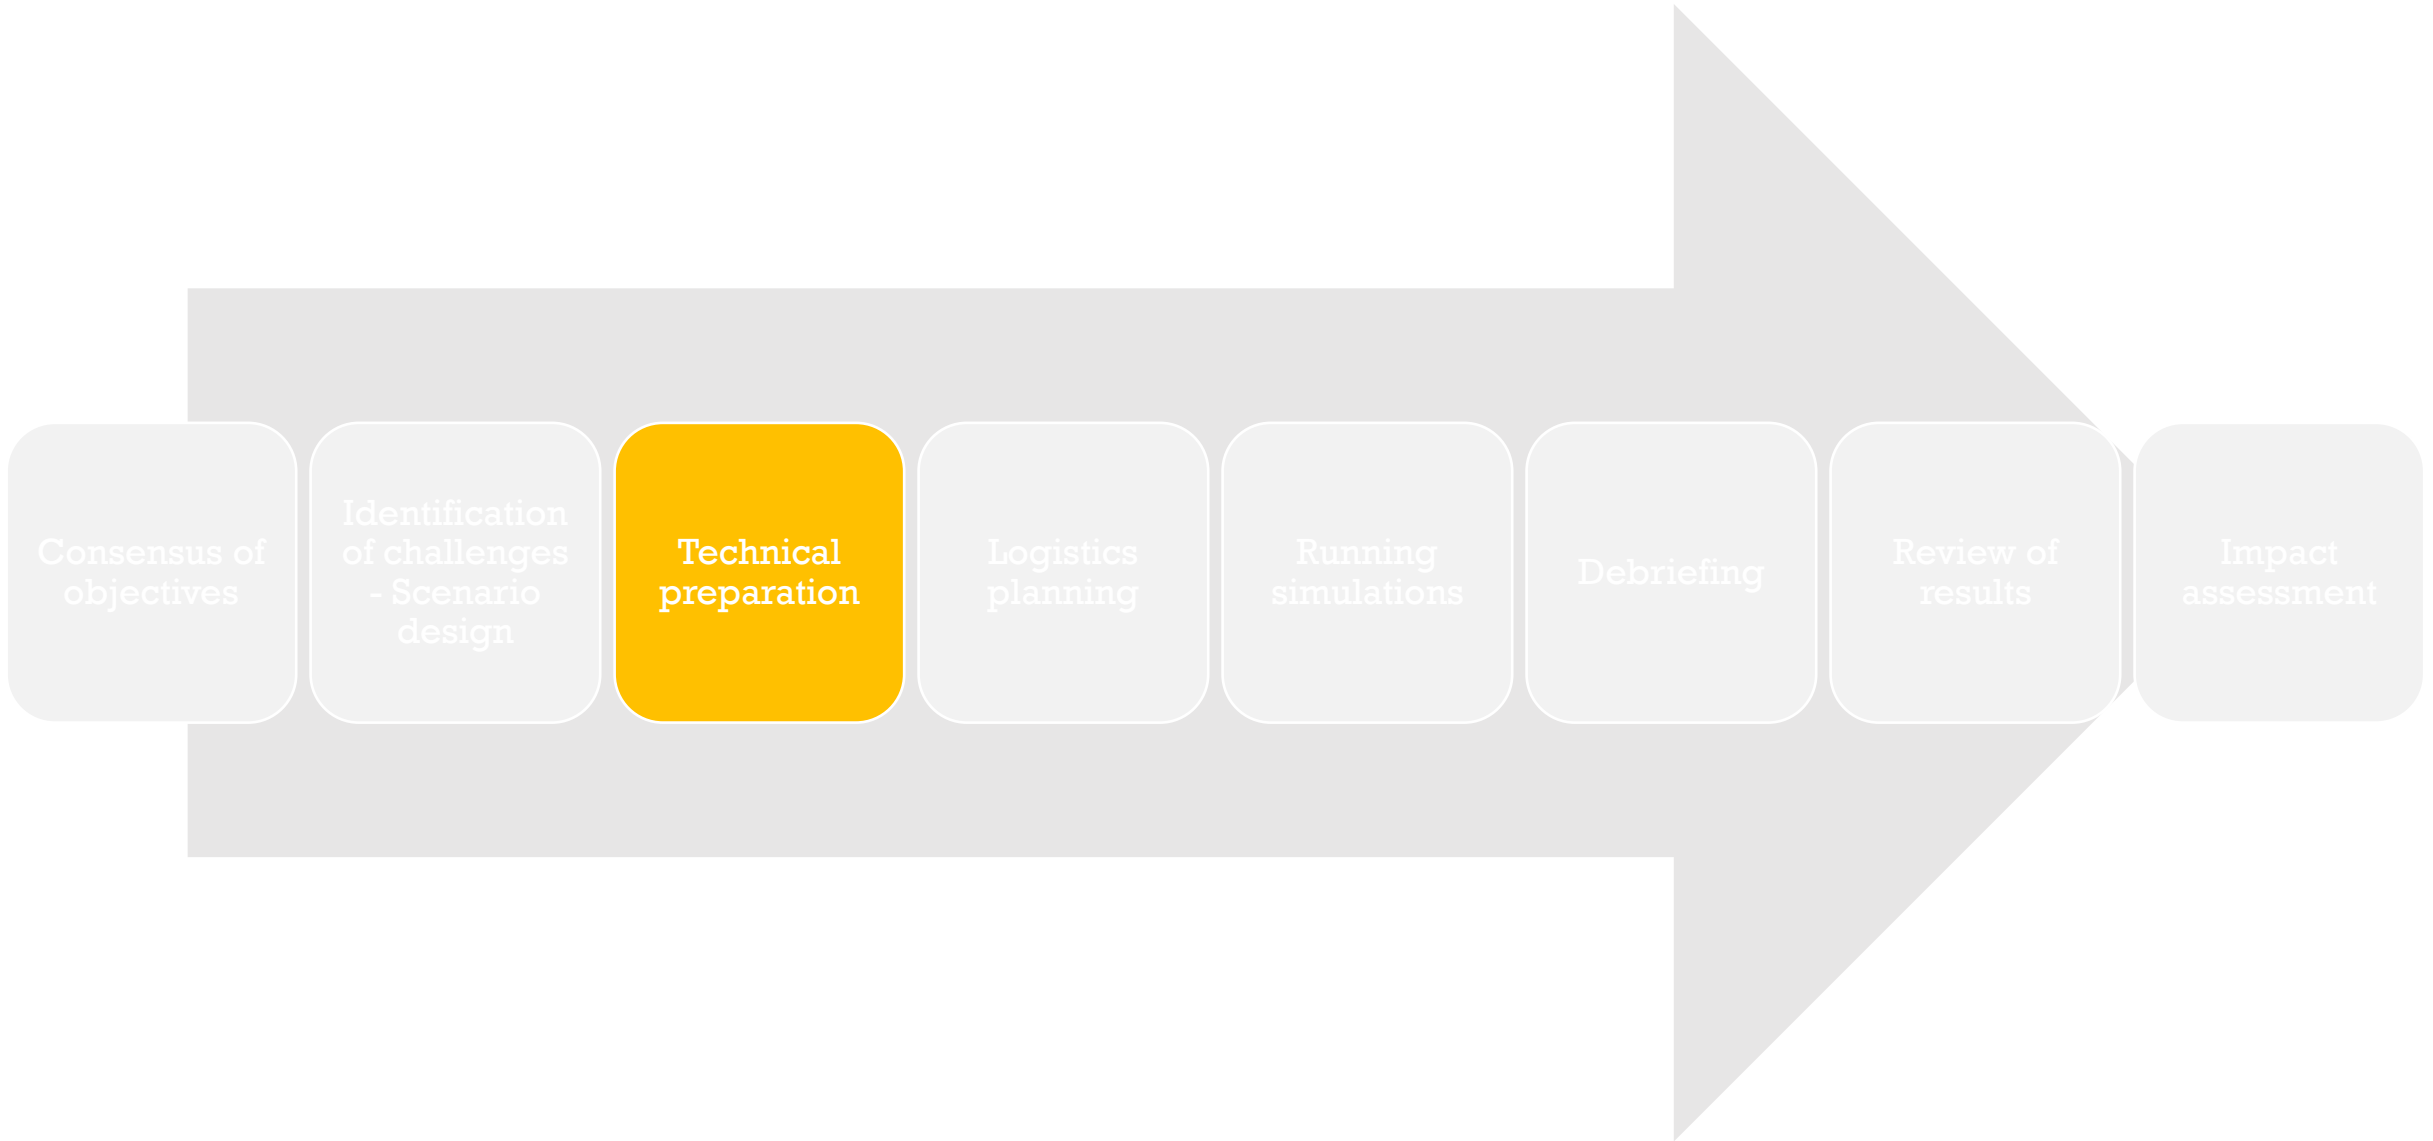 Consensus of
objectives
Identification
of challenges
- Scenario
design
Technical
preparation
Logistics
planning
Running
simulations
Debriefing
Review of
results
Impact
assessment